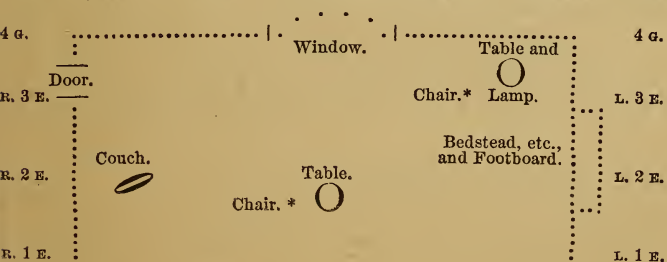 4 G. 4 G.
Window.
Table and
Door.
R. 3 E. Chair.* Lamp. L. 3 E.
Bedstead, etc.,
and Footboard.
Couch.
R. 2 E. Table. L. 2 E.
Chair. *
R. 1 E. L. 1 E.